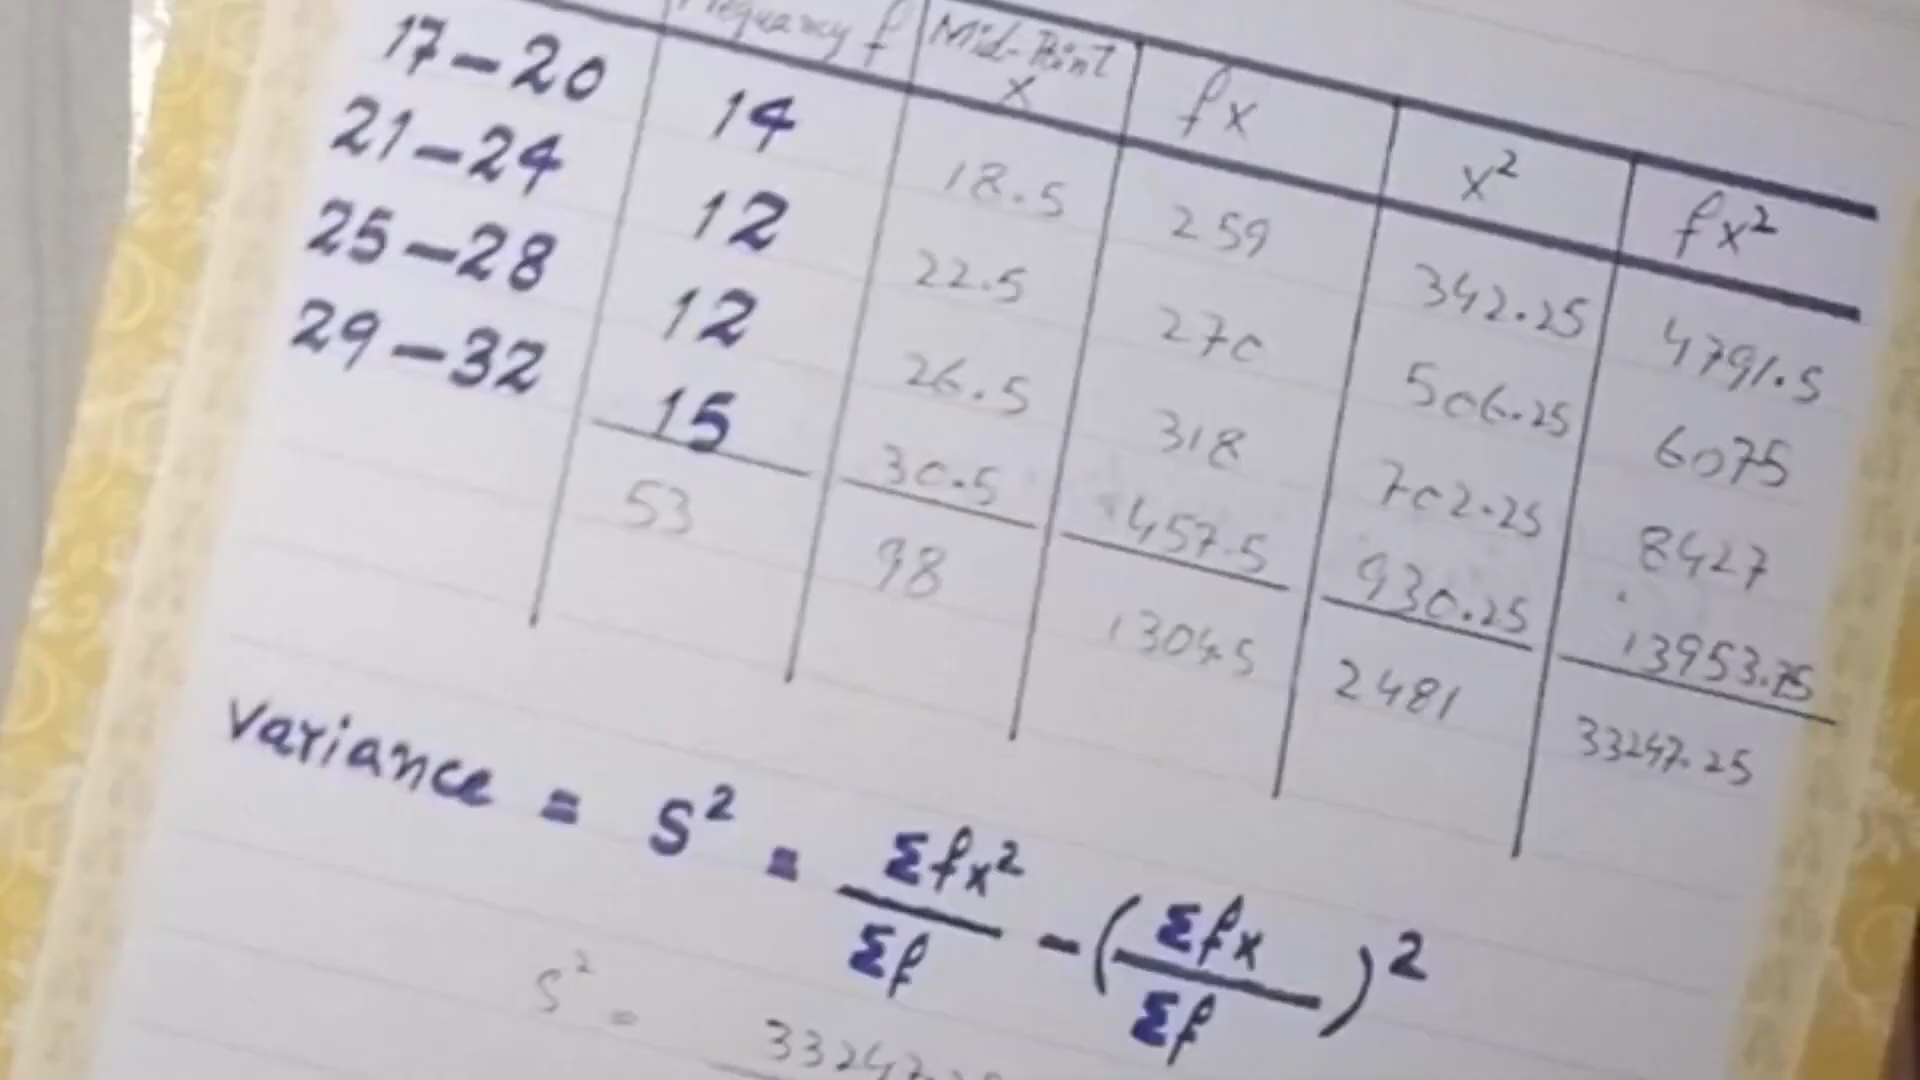 Frequency f Mid-Point x fx x² fx²
17-20 14 18.5 259 342.25 4791.5
21-24 12 22.5 270 506.25 6075
25-28 12 26.5 318 702.25 8427
29-32 15 30.5 457.5 930.25 13953.75
53 98 1304.5 2481 33247.25
Variance = S² = Σfx² / Σf - (Σfx / Σf)²
S² = 33247.25